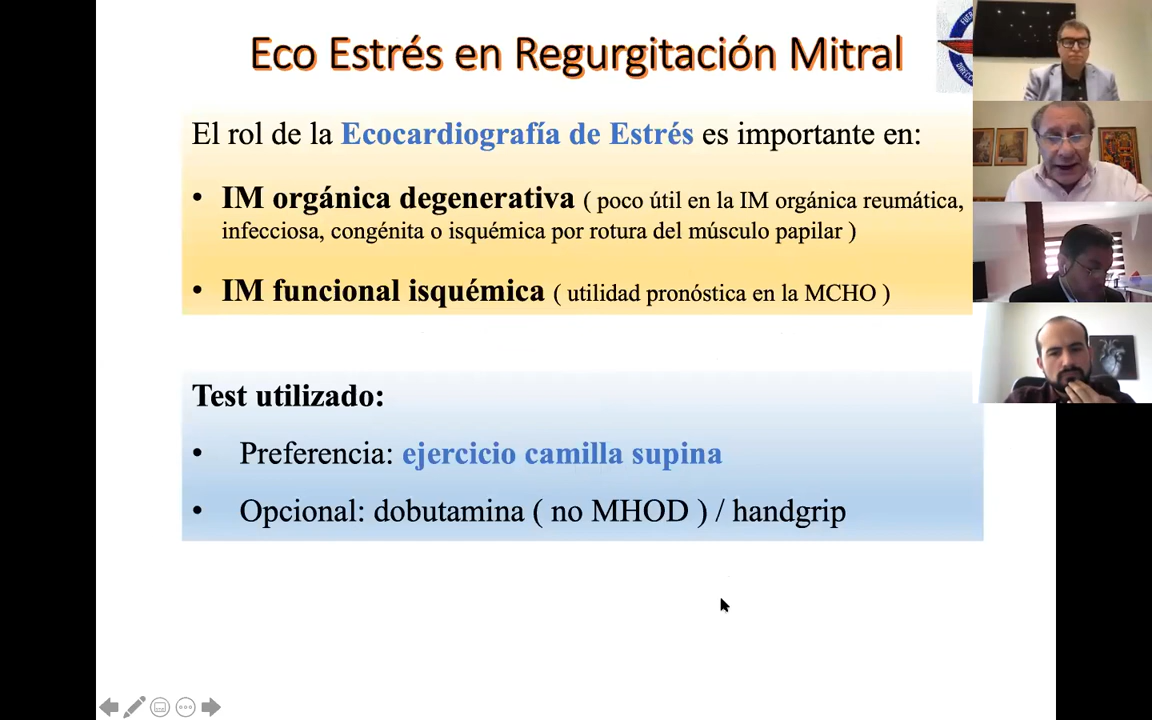 Eco Estrés en Regurgitación Mitral
El rol de la Ecocardiografía de Estrés es importante en:
• IM orgánica degenerativa ( poco útil en la IM orgánica reumática,
infecciosa, congénita o isquémica por rotura del músculo papilar )
• IM funcional isquémica ( utilidad pronóstica en la MCHO )
Test utilizado:
• Preferencia: ejercicio camilla supina
• Opcional: dobutamina ( no MHOD ) / handgrip